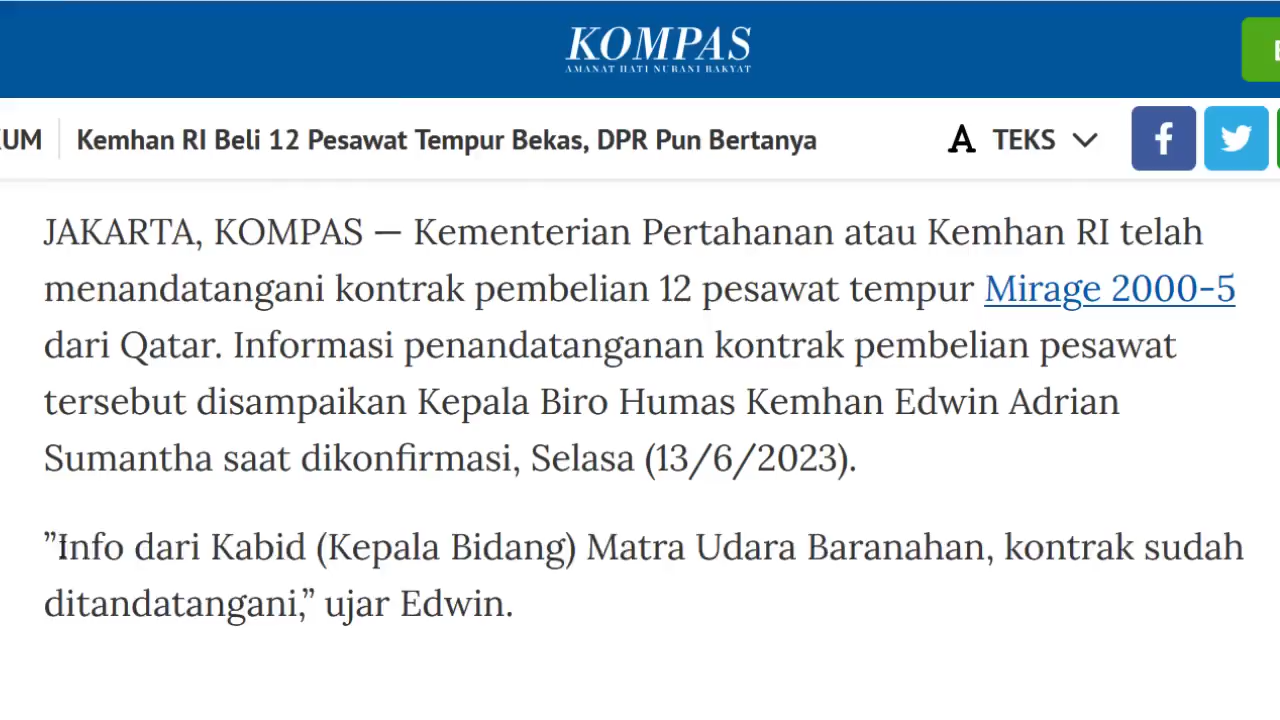 KOMPAS
AMANAT HATI NURANI RAKYAT
KUM
Kemhan RI Beli 12 Pesawat Tempur Bekas, DPR Pun Bertanya
A TEKS
JAKARTA, KOMPAS — Kementerian Pertahanan atau Kemhan RI telah
menandatangani kontrak pembelian 12 pesawat tempur Mirage 2000-5
dari Qatar. Informasi penandatanganan kontrak pembelian pesawat
tersebut disampaikan Kepala Biro Humas Kemhan Edwin Adrian
Sumantha saat dikonfirmasi, Selasa (13/6/2023).
”Info dari Kabid (Kepala Bidang) Matra Udara Baranahan, kontrak sudah
ditandatangani,” ujar Edwin.